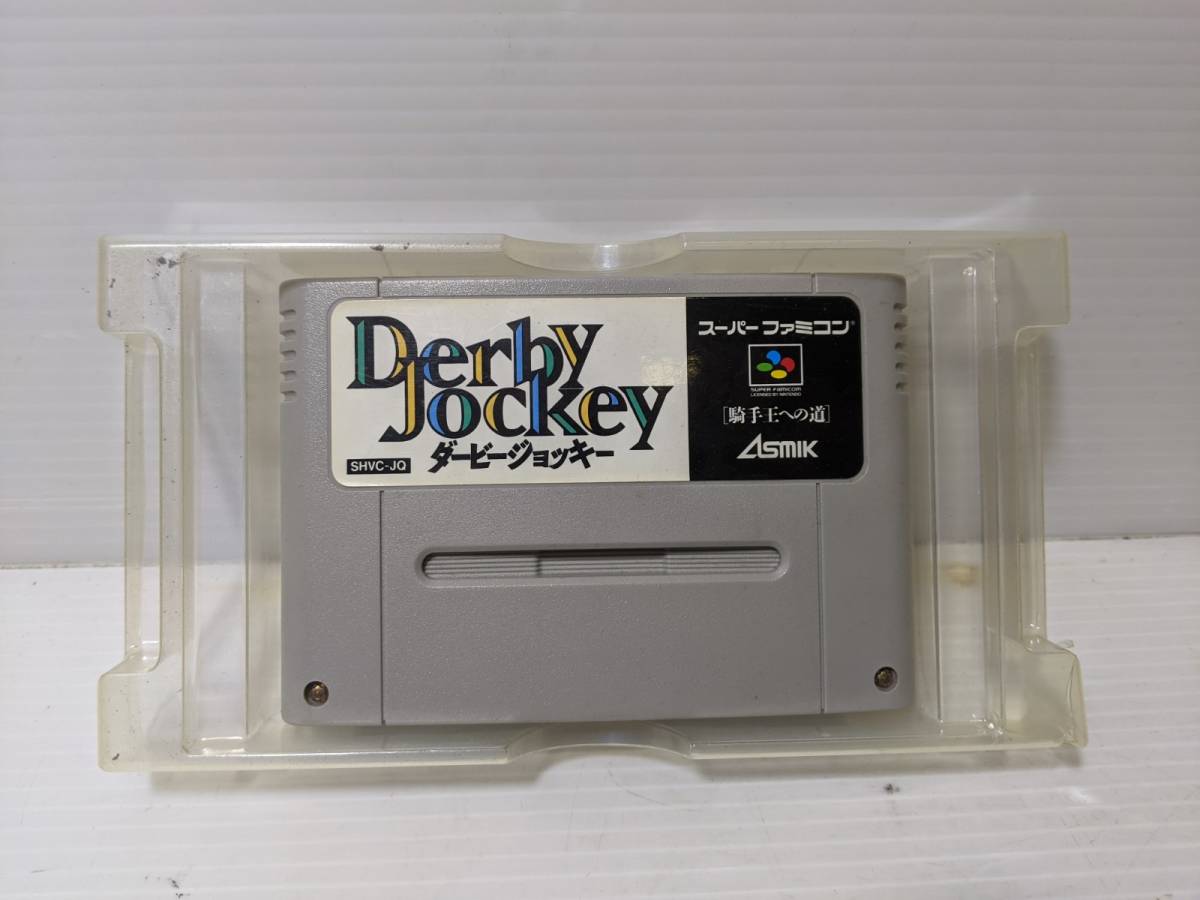 Derby
Jockey
SHVC-JQ
ダービージョッキー
スーパーファミコン®
SUPER FAMICOM
LICENSED BY NINTENDO
[騎手王への道]
ASMIK